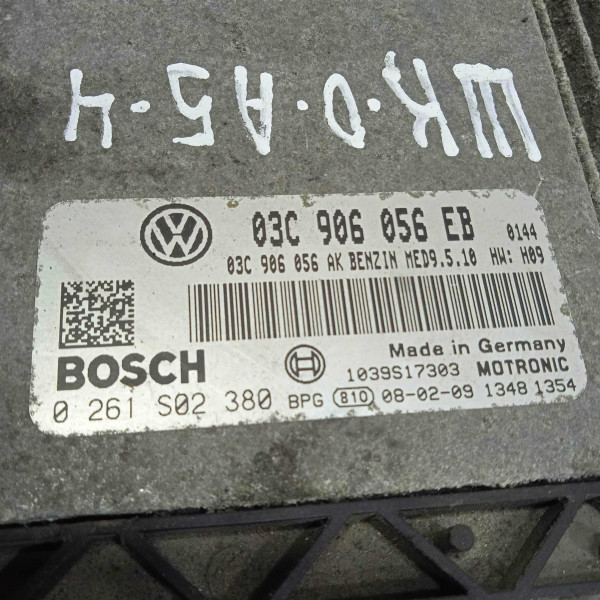 ШК·О·А5·4
03C 906 056 EB 0144
03C 906 056 AK BENZIN MED9.5.10 HW: H09
Made in Germany
BOSCH 1039S17303 MOTRONIC
0 261 S02 380 BPG 810 08-02-09 1348 1354